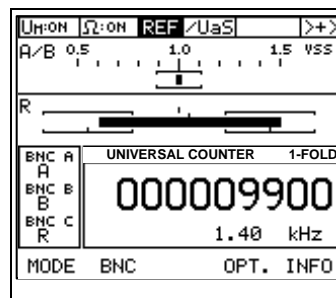 UM:ON Ω:ON REF /UaS >+>
A/B 0.5 1.0 1.5 VSS
R
BNC A UNIVERSAL COUNTER 1-FOLD
A
BNC B 000009900
B
BNC C 1.40 kHz
R
MODE BNC OPT. INFO